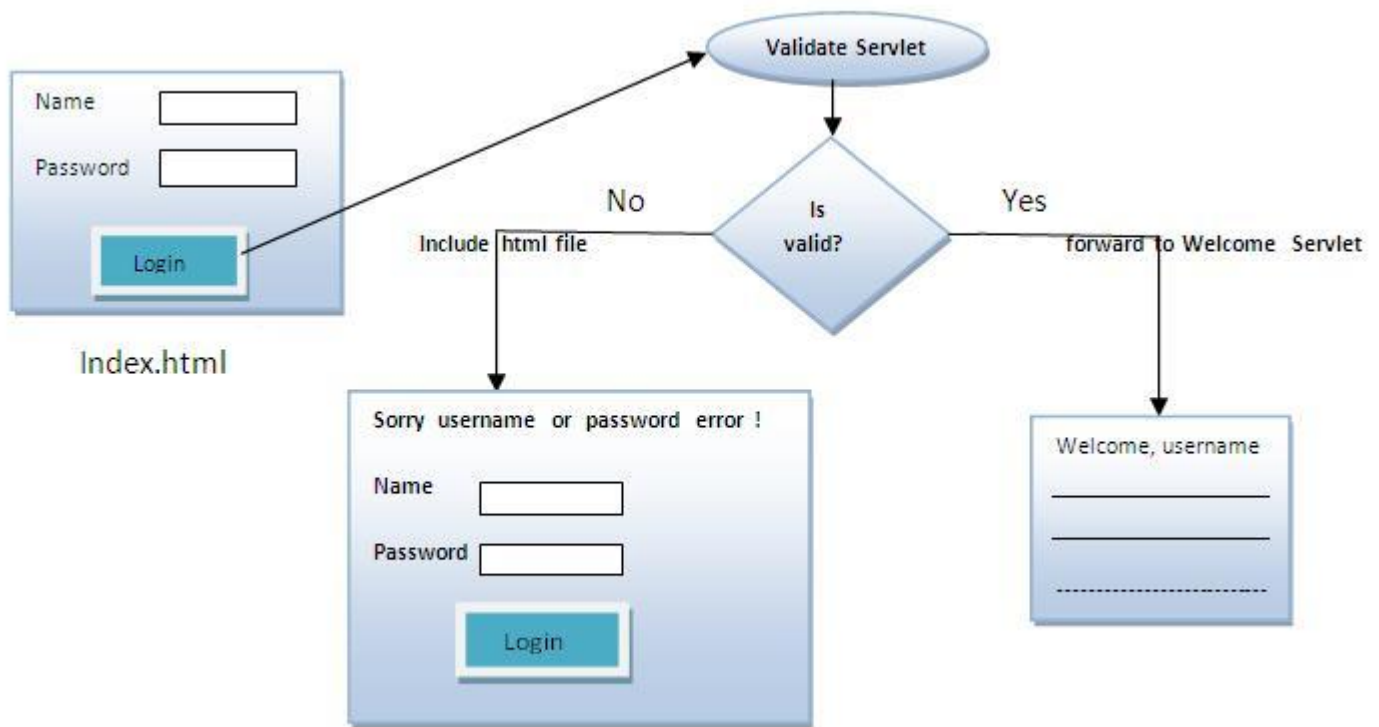 Validate Servlet
Name
Password
Login
Index.html
No
Include html file
Is
valid?
Yes
forward to Welcome Servlet
Sorry username or password error !
Name
Password
Login
Welcome, username